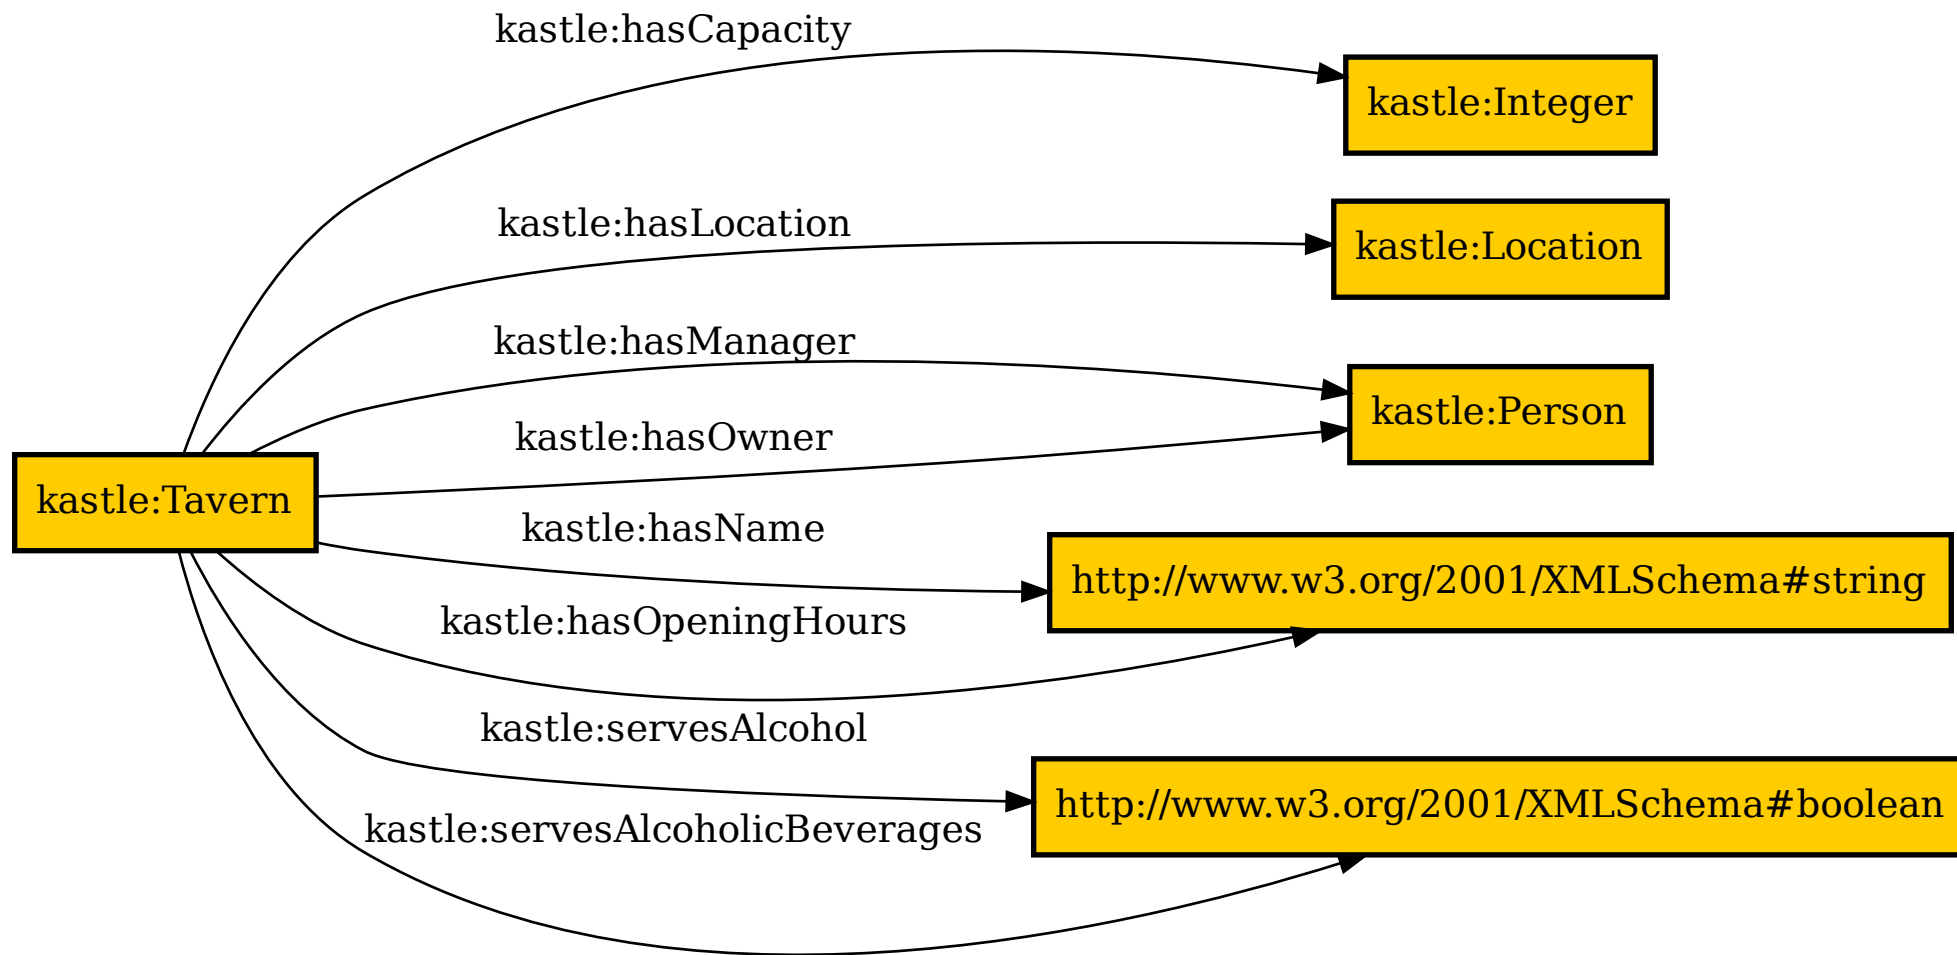 kastle:hasCapacity
kastle:Integer
kastle:hasLocation
kastle:Location
kastle:hasManager
kastle:Person
kastle:hasOwner
kastle:Tavern
kastle:hasName
http://www.w3.org/2001/XMLSchema#string
kastle:hasOpeningHours
kastle:servesAlcohol
http://www.w3.org/2001/XMLSchema#boolean
kastle:servesAlcoholicBeverages